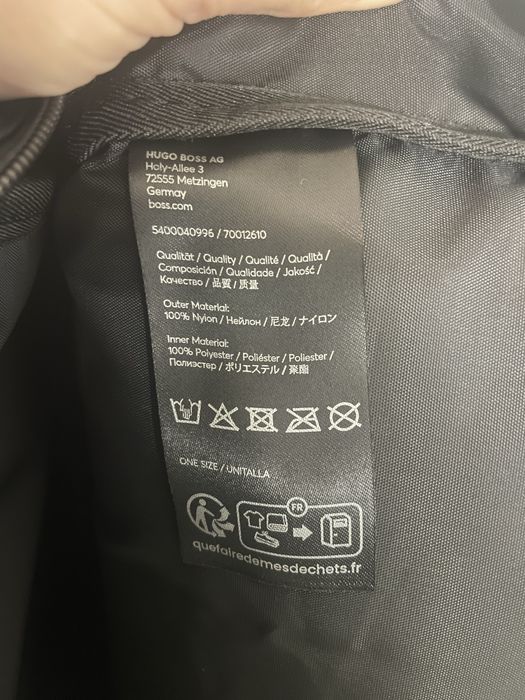 HUGO BOSS AG
Holy-Allee 3
72555 Metzingen
Germay
boss.com
5400040996 / 70012610
Qualität / Quality / Qualité / Qualità /
Composición / Qualidade / Jakość /
Качество / 品質 / 质量
Outer Material:
100% Nylon / Нейлон / 尼龙 / ナイロン
Inner Material:
100% Polyester / Poliéster / Poliester /
Полиэстер / ポリエステル / 聚酯
ONE SIZE / UNITALLA
FR
quefairedemesdechets.fr